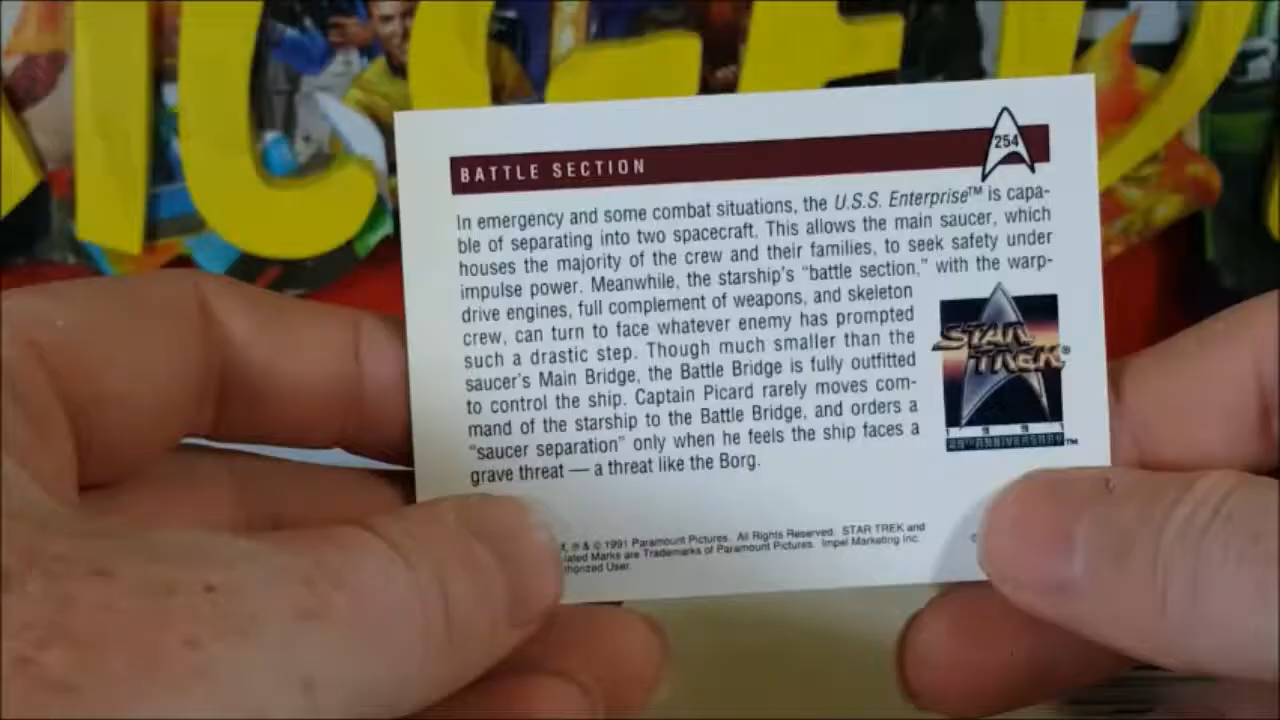 BATTLE SECTION
254
In emergency and some combat situations, the U.S.S. Enterprise™ is capa-
ble of separating into two spacecraft. This allows the main saucer, which
houses the majority of the crew and their families, to seek safety under
impulse power. Meanwhile, the starship's "battle section," with the warp-
drive engines, full complement of weapons, and skeleton
crew, can turn to face whatever enemy has prompted
such a drastic step. Though much smaller than the
saucer's Main Bridge, the Battle Bridge is fully outfitted
to control the ship. Captain Picard rarely moves com-
mand of the starship to the Battle Bridge, and orders a
"saucer separation" only when he feels the ship faces a
grave threat — a threat like the Borg.
STAR
TREK®
1991
25TH ANNIVERSARY™
® & © 1991 Paramount Pictures. All Rights Reserved. STAR TREK and
Marks are Trademarks of Paramount Pictures. Impel Marketing Inc.
User.